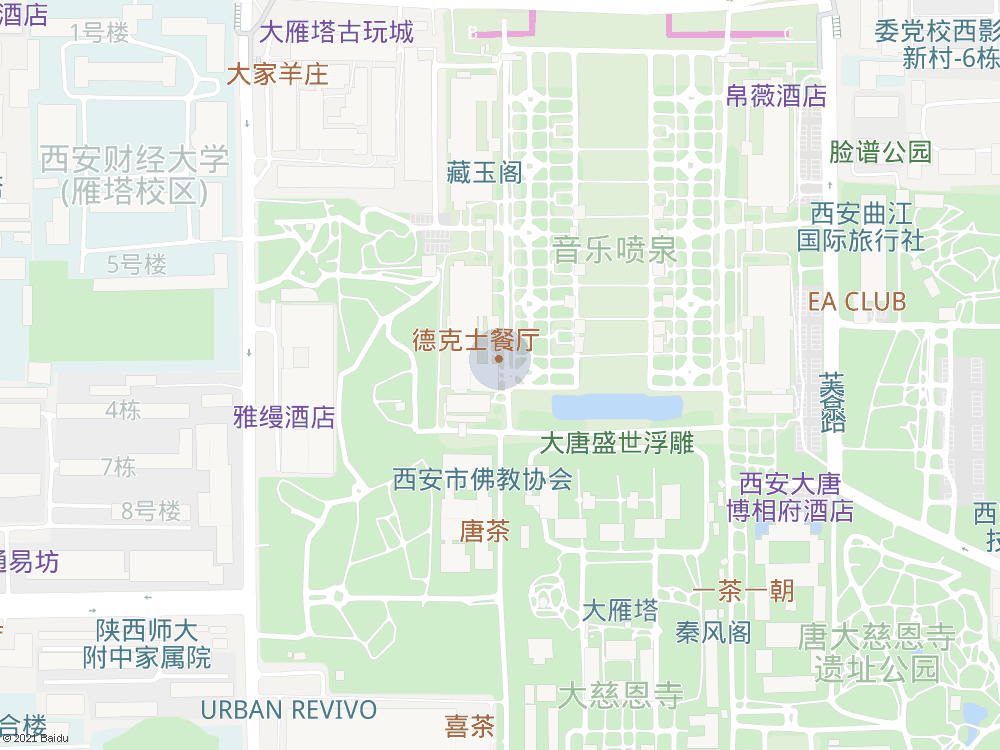 酒店
1号楼
大雁塔古玩城
委党校西影
新村-6栋
大家羊庄
帛薇酒店
西安财经大学
(雁塔校区)
藏玉阁
脸谱公园
西安曲江
国际旅行社
音乐喷泉
5号楼
EA CLUB
德克士餐厅
芙蓉西路
4栋
雅缦酒店
大唐盛世浮雕
7栋
西安市佛教协会
西安大唐
博相府酒店
8号楼
唐茶
西
技
通易坊
一茶一朝
大雁塔
陕西师大
附中家属院
秦风阁
唐大慈恩寺
遗址公园
大慈恩寺
URBAN REVIVO
喜茶
合楼
© 2021 Baidu